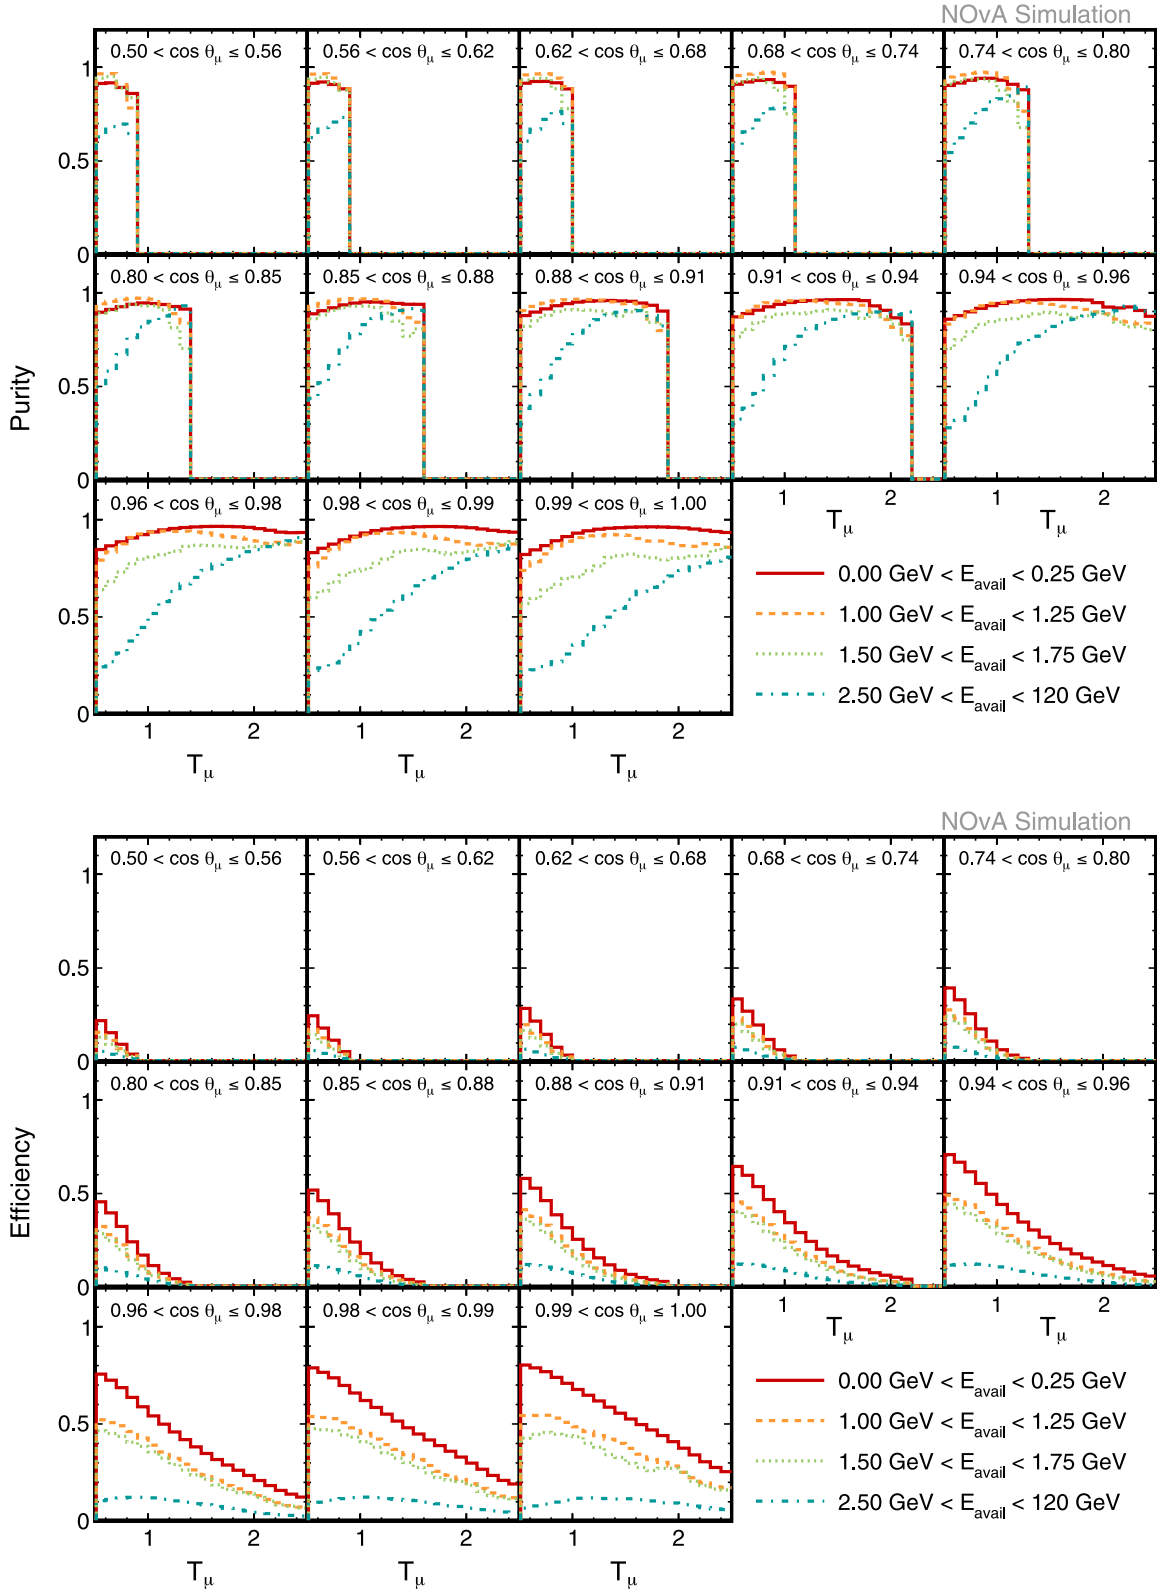 NOvA Simulation
0.50 < cos θμ ≤ 0.56
0.56 < cos θμ ≤ 0.62
0.62 < cos θμ ≤ 0.68
0.68 < cos θμ ≤ 0.74
0.74 < cos θμ ≤ 0.80
1
0.5
0
0.80 < cos θμ ≤ 0.85
0.85 < cos θμ ≤ 0.88
0.88 < cos θμ ≤ 0.91
0.91 < cos θμ ≤ 0.94
0.94 < cos θμ ≤ 0.96
1
0.5
0
Purity
1 2 1 2
Tμ Tμ
0.96 < cos θμ ≤ 0.98
0.98 < cos θμ ≤ 0.99
0.99 < cos θμ ≤ 1.00
1
0.5
0
1 2 1 2 1 2
Tμ Tμ Tμ
0.00 GeV < Eavail < 0.25 GeV
1.00 GeV < Eavail < 1.25 GeV
1.50 GeV < Eavail < 1.75 GeV
2.50 GeV < Eavail < 120 GeV
NOvA Simulation
0.50 < cos θμ ≤ 0.56
0.56 < cos θμ ≤ 0.62
0.62 < cos θμ ≤ 0.68
0.68 < cos θμ ≤ 0.74
0.74 < cos θμ ≤ 0.80
1
0.5
0
0.80 < cos θμ ≤ 0.85
0.85 < cos θμ ≤ 0.88
0.88 < cos θμ ≤ 0.91
0.91 < cos θμ ≤ 0.94
0.94 < cos θμ ≤ 0.96
1
0.5
0
Efficiency
1 2 1 2
Tμ Tμ
0.96 < cos θμ ≤ 0.98
0.98 < cos θμ ≤ 0.99
0.99 < cos θμ ≤ 1.00
1
0.5
0
1 2 1 2 1 2
Tμ Tμ Tμ
0.00 GeV < Eavail < 0.25 GeV
1.00 GeV < Eavail < 1.25 GeV
1.50 GeV < Eavail < 1.75 GeV
2.50 GeV < Eavail < 120 GeV